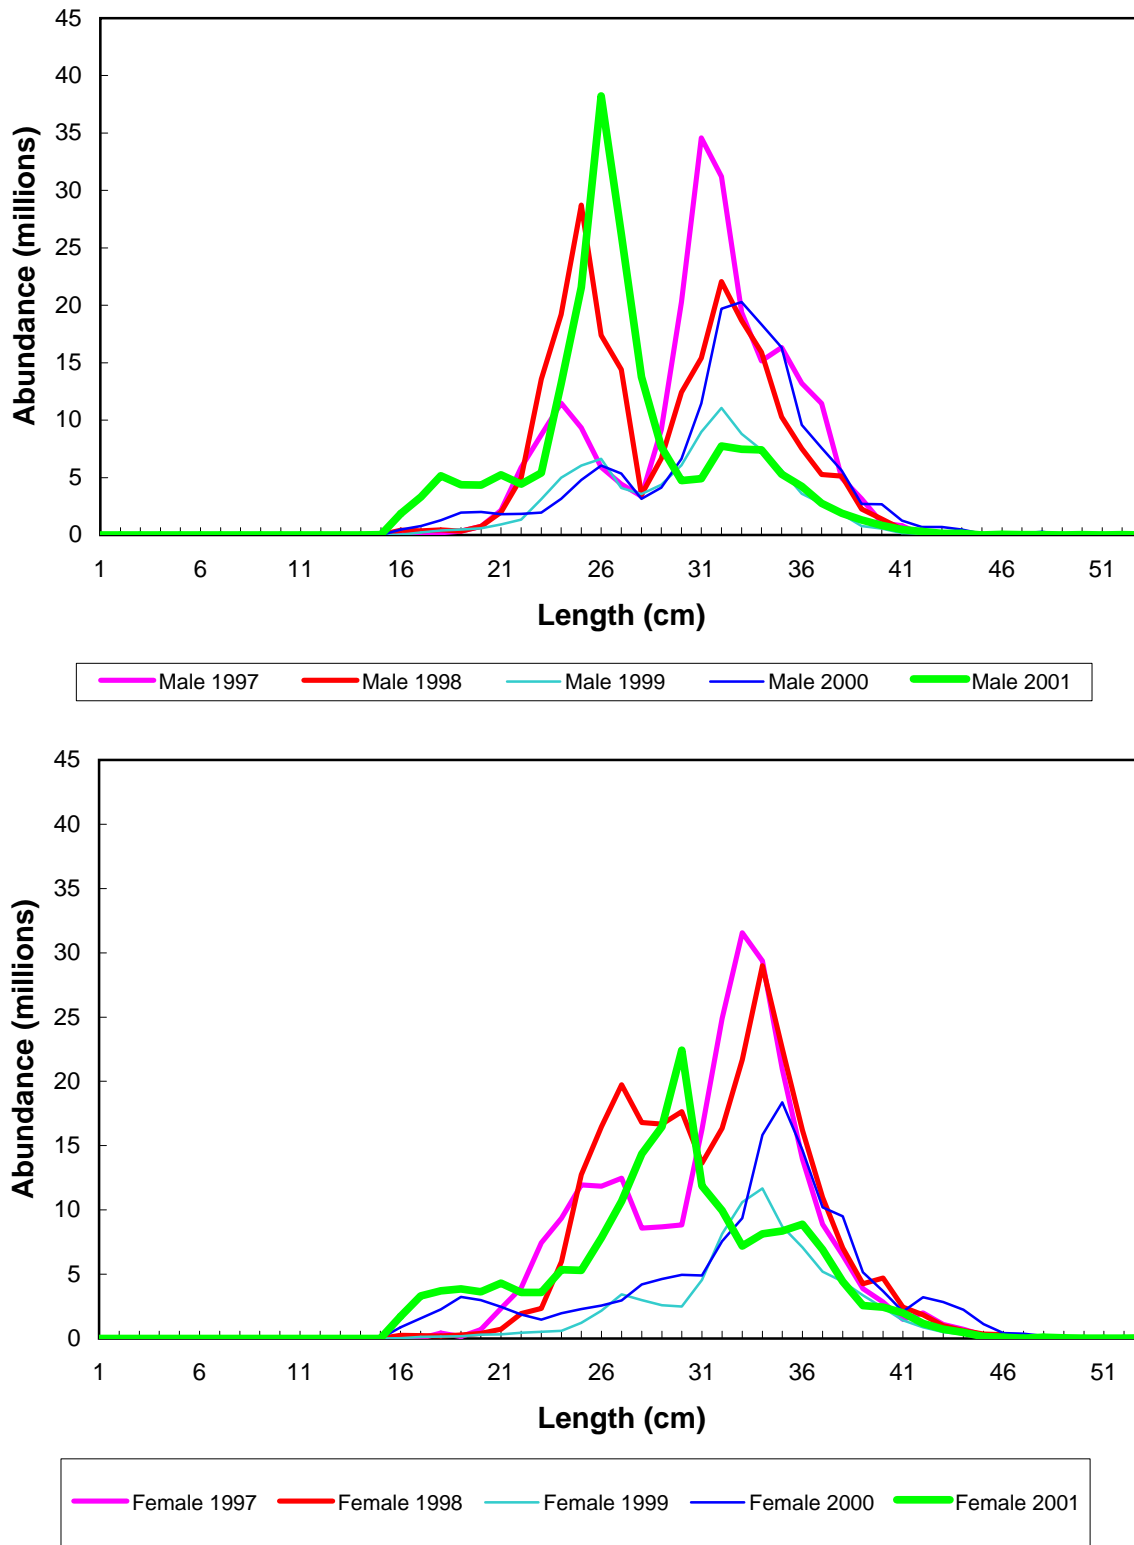 45
40
35
30
25
20
15
10
5
0
Abundance (millions)
1 6 11 16 21 26 31 36 41 46 51
Length (cm)
Male 1997 Male 1998 Male 1999 Male 2000 Male 2001
45
40
35
30
25
20
15
10
5
0
Abundance (millions)
1 6 11 16 21 26 31 36 41 46 51
Length (cm)
Female 1997 Female 1998 Female 1999 Female 2000 Female 2001